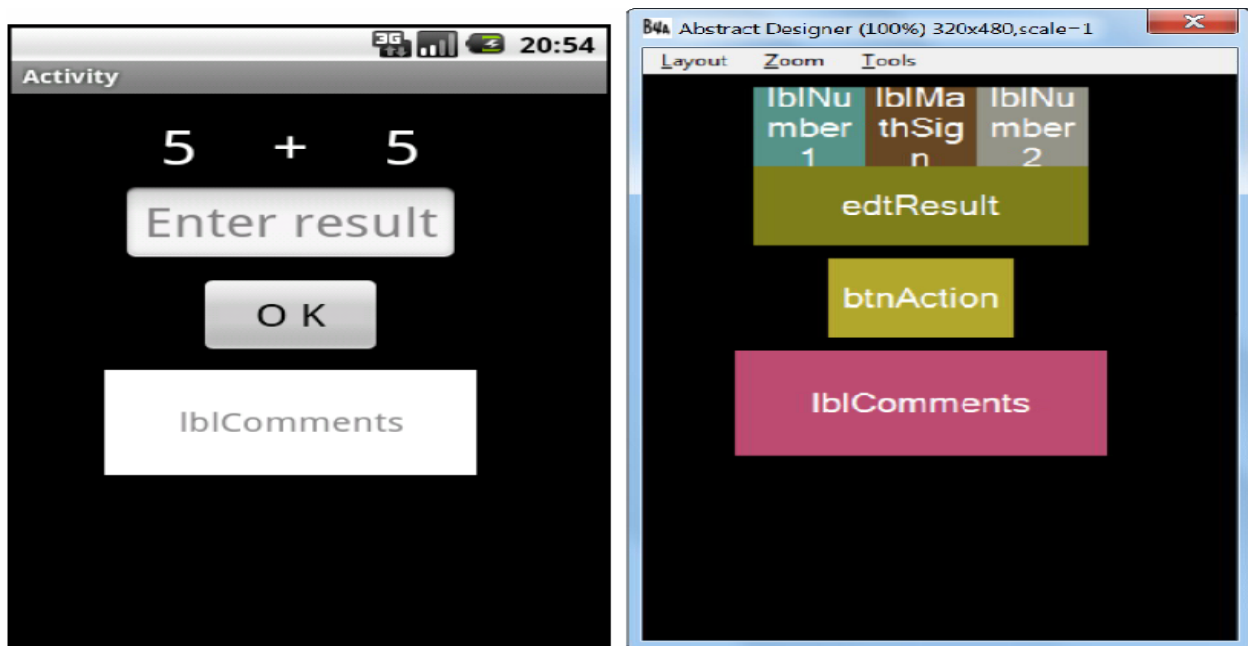 3G 20:54
Activity
5 + 5
Enter result
O K
lblComments
B4A Abstract Designer (100%) 320x480,scale=1
Layout Zoom Tools
lblNu
mber
1
lblMa
thSig
n
lblNu
mber
2
edtResult
btnAction
lblComments